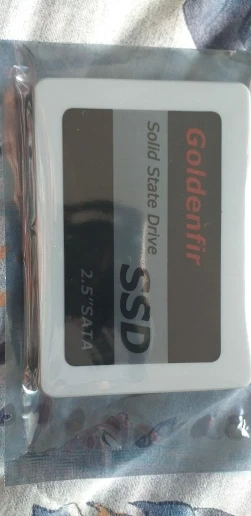 Goldenfir
Solid State Drive
SSD
2.5"SATA